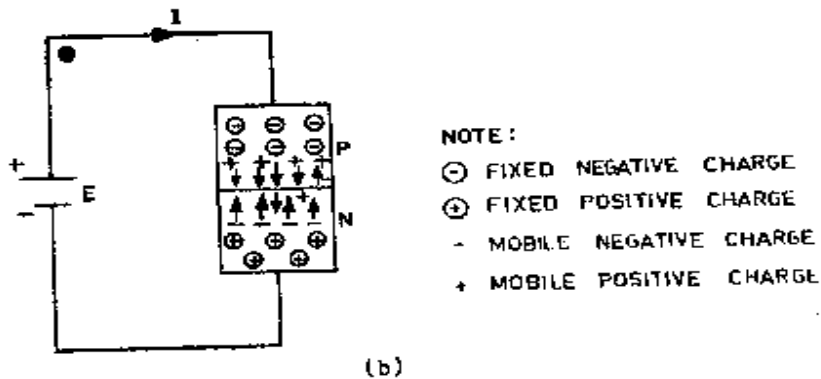 I
P
+
E
-
N
NOTE:
⊖ FIXED NEGATIVE CHARGE
⊕ FIXED POSITIVE CHARGE
- MOBILE NEGATIVE CHARGE
+ MOBILE POSITIVE CHARGE
(b)